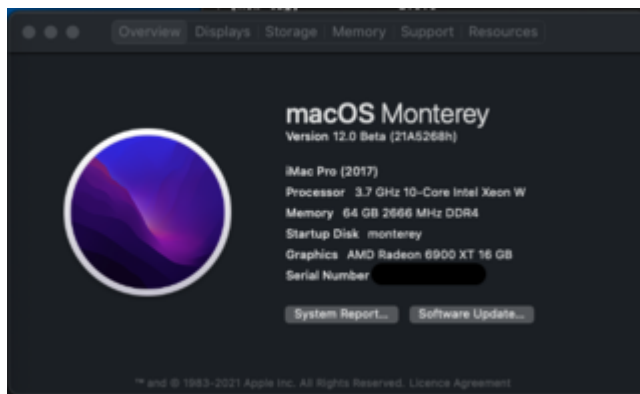 Overview Displays Storage Memory Support Resources
macOS Monterey
Version 12.0 Beta (21A5268h)
iMac Pro (2017)
Processor 3.7 GHz 10-Core Intel Xeon W
Memory 64 GB 2666 MHz DDR4
Startup Disk monterey
Graphics AMD Radeon 6900 XT 16 GB
Serial Number
System Report... Software Update...
™ and © 1983-2021 Apple Inc. All Rights Reserved. Licence Agreement